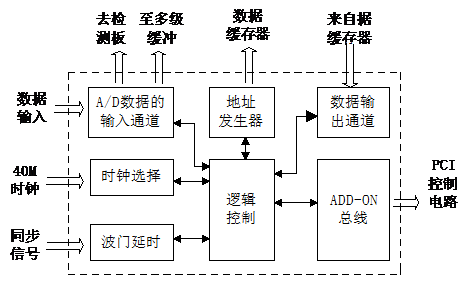 去检
测板
至多级
缓冲
数据
缓存器
来自据
缓存器
数据
输入
A/D数据的
输入通道
地址
发生器
数据输
出通道
40M
时钟
时钟选择
逻辑
控制
ADD-ON
总线
PCI
控制
电路
同步
信号
波门延时